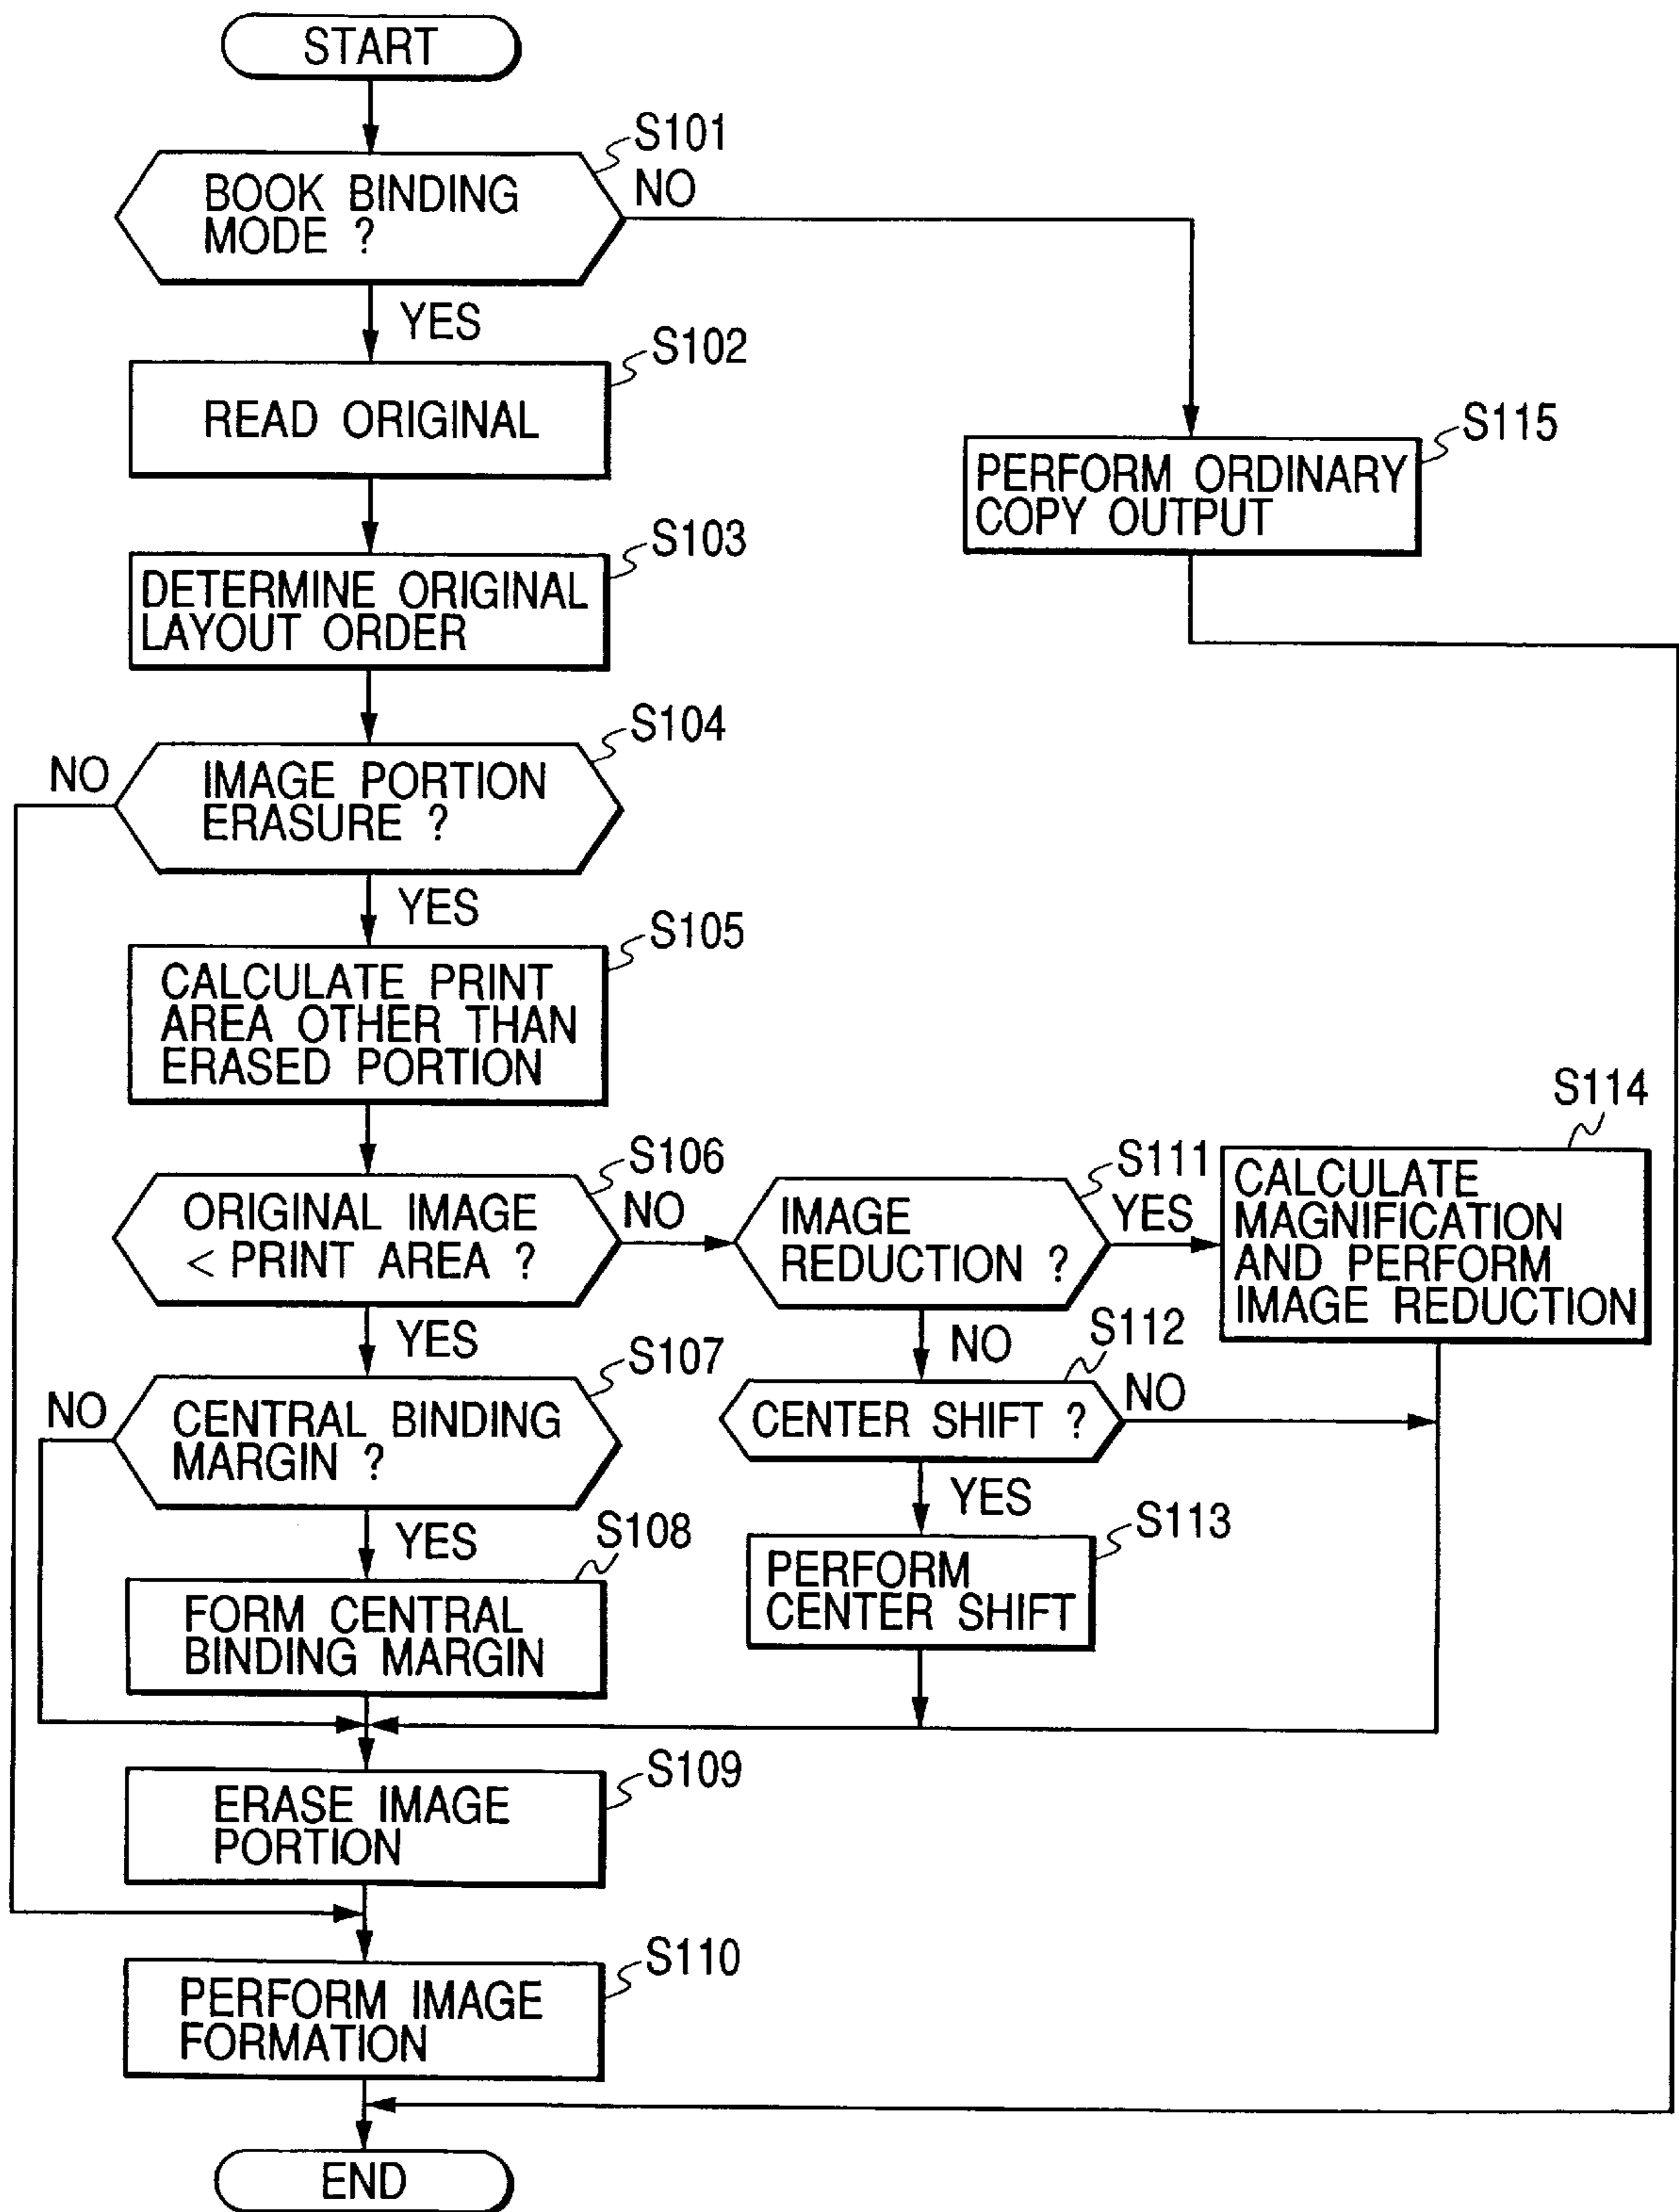 START
S101
BOOK BINDING
MODE ?
NO
YES
S102
READ ORIGINAL
S115
PERFORM ORDINARY
COPY OUTPUT
S103
DETERMINE ORIGINAL
LAYOUT ORDER
S104
NO
IMAGE PORTION
ERASURE ?
YES
S105
CALCULATE PRINT
AREA OTHER THAN
ERASED PORTION
S106
ORIGINAL IMAGE
< PRINT AREA ?
NO
YES
S111
IMAGE
REDUCTION ?
YES
NO
S114
CALCULATE
MAGNIFICATION
AND PERFORM
IMAGE REDUCTION
S107
NO
CENTRAL BINDING
MARGIN ?
YES
S112
CENTER SHIFT ?
NO
YES
S108
FORM CENTRAL
BINDING MARGIN
S113
PERFORM
CENTER SHIFT
S109
ERASE IMAGE
PORTION
S110
PERFORM IMAGE
FORMATION
END